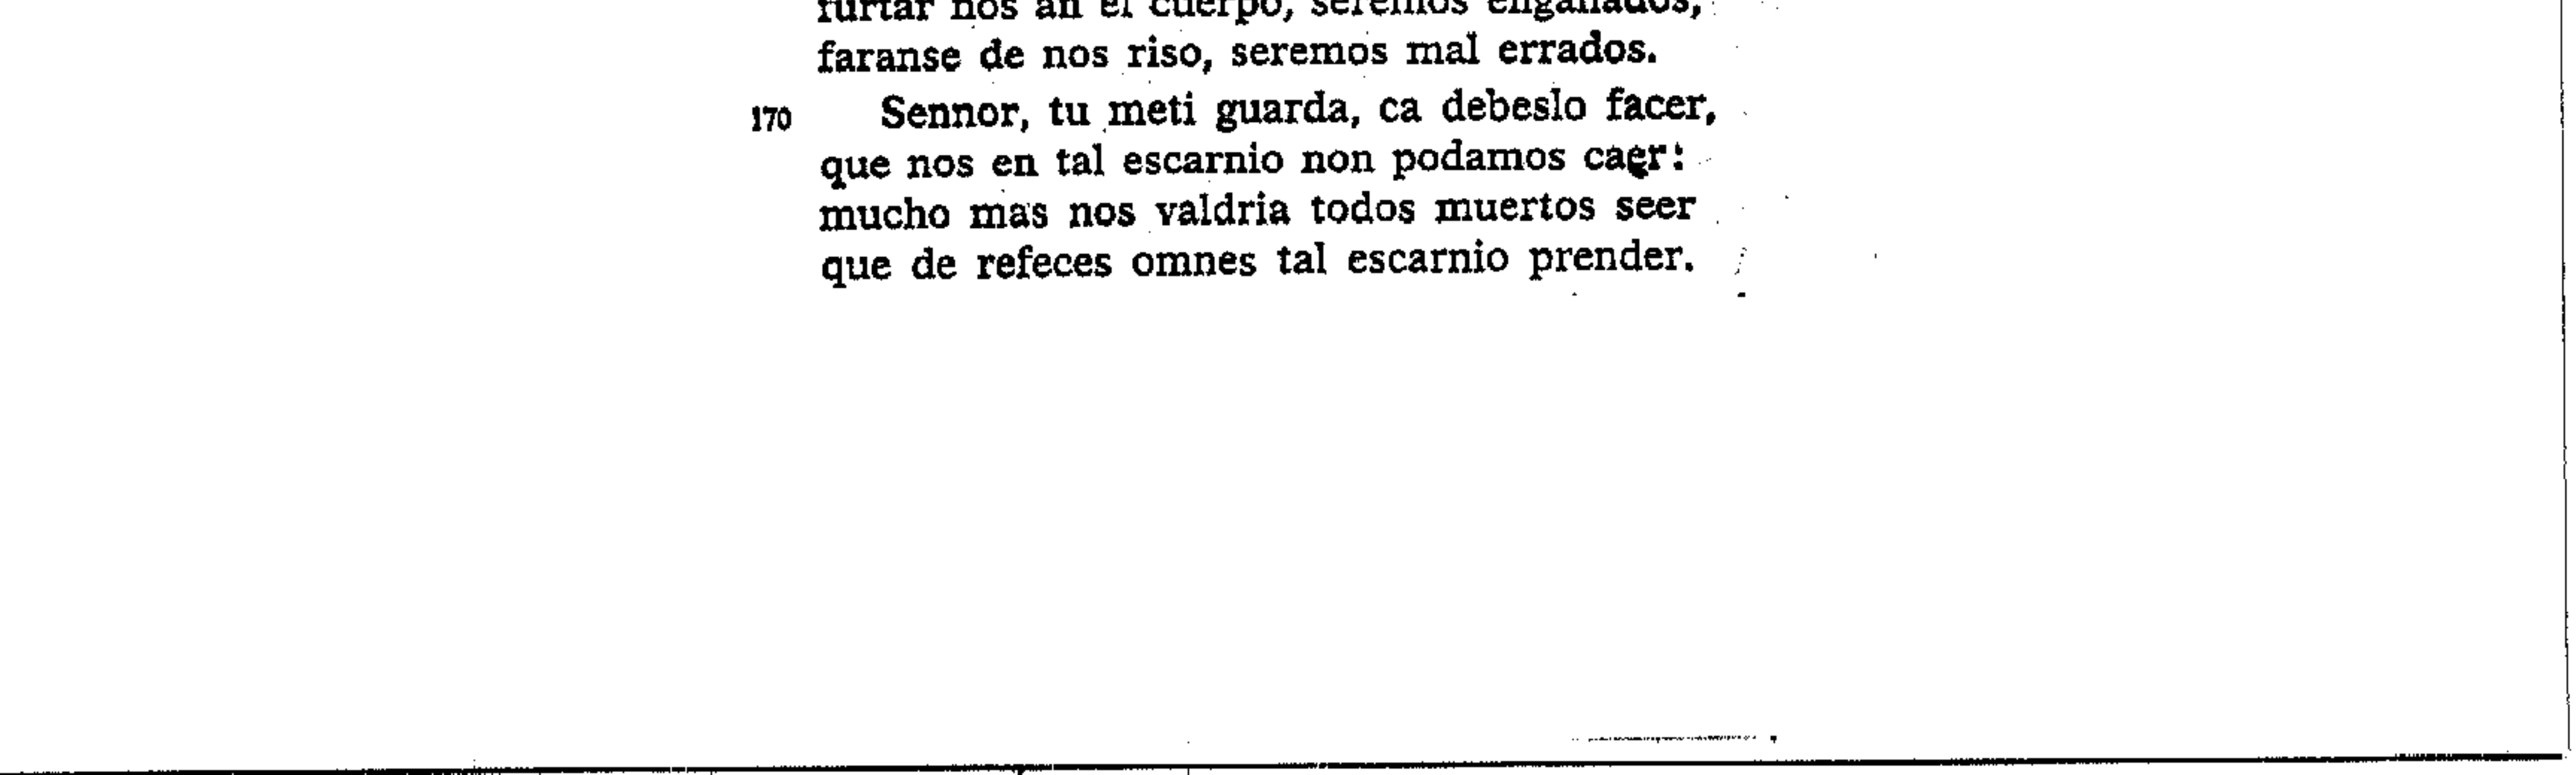 furtar nos an el cuerpo, seremos engannados,
faranse de nos riso, seremos mal errados.
170 Sennor, tu meti guarda, ca debeslo facer,
que nos en tal escarnio non podamos caer:
mucho mas nos valdria todos muertos seer
que de refeces omnes tal escarnio prender.